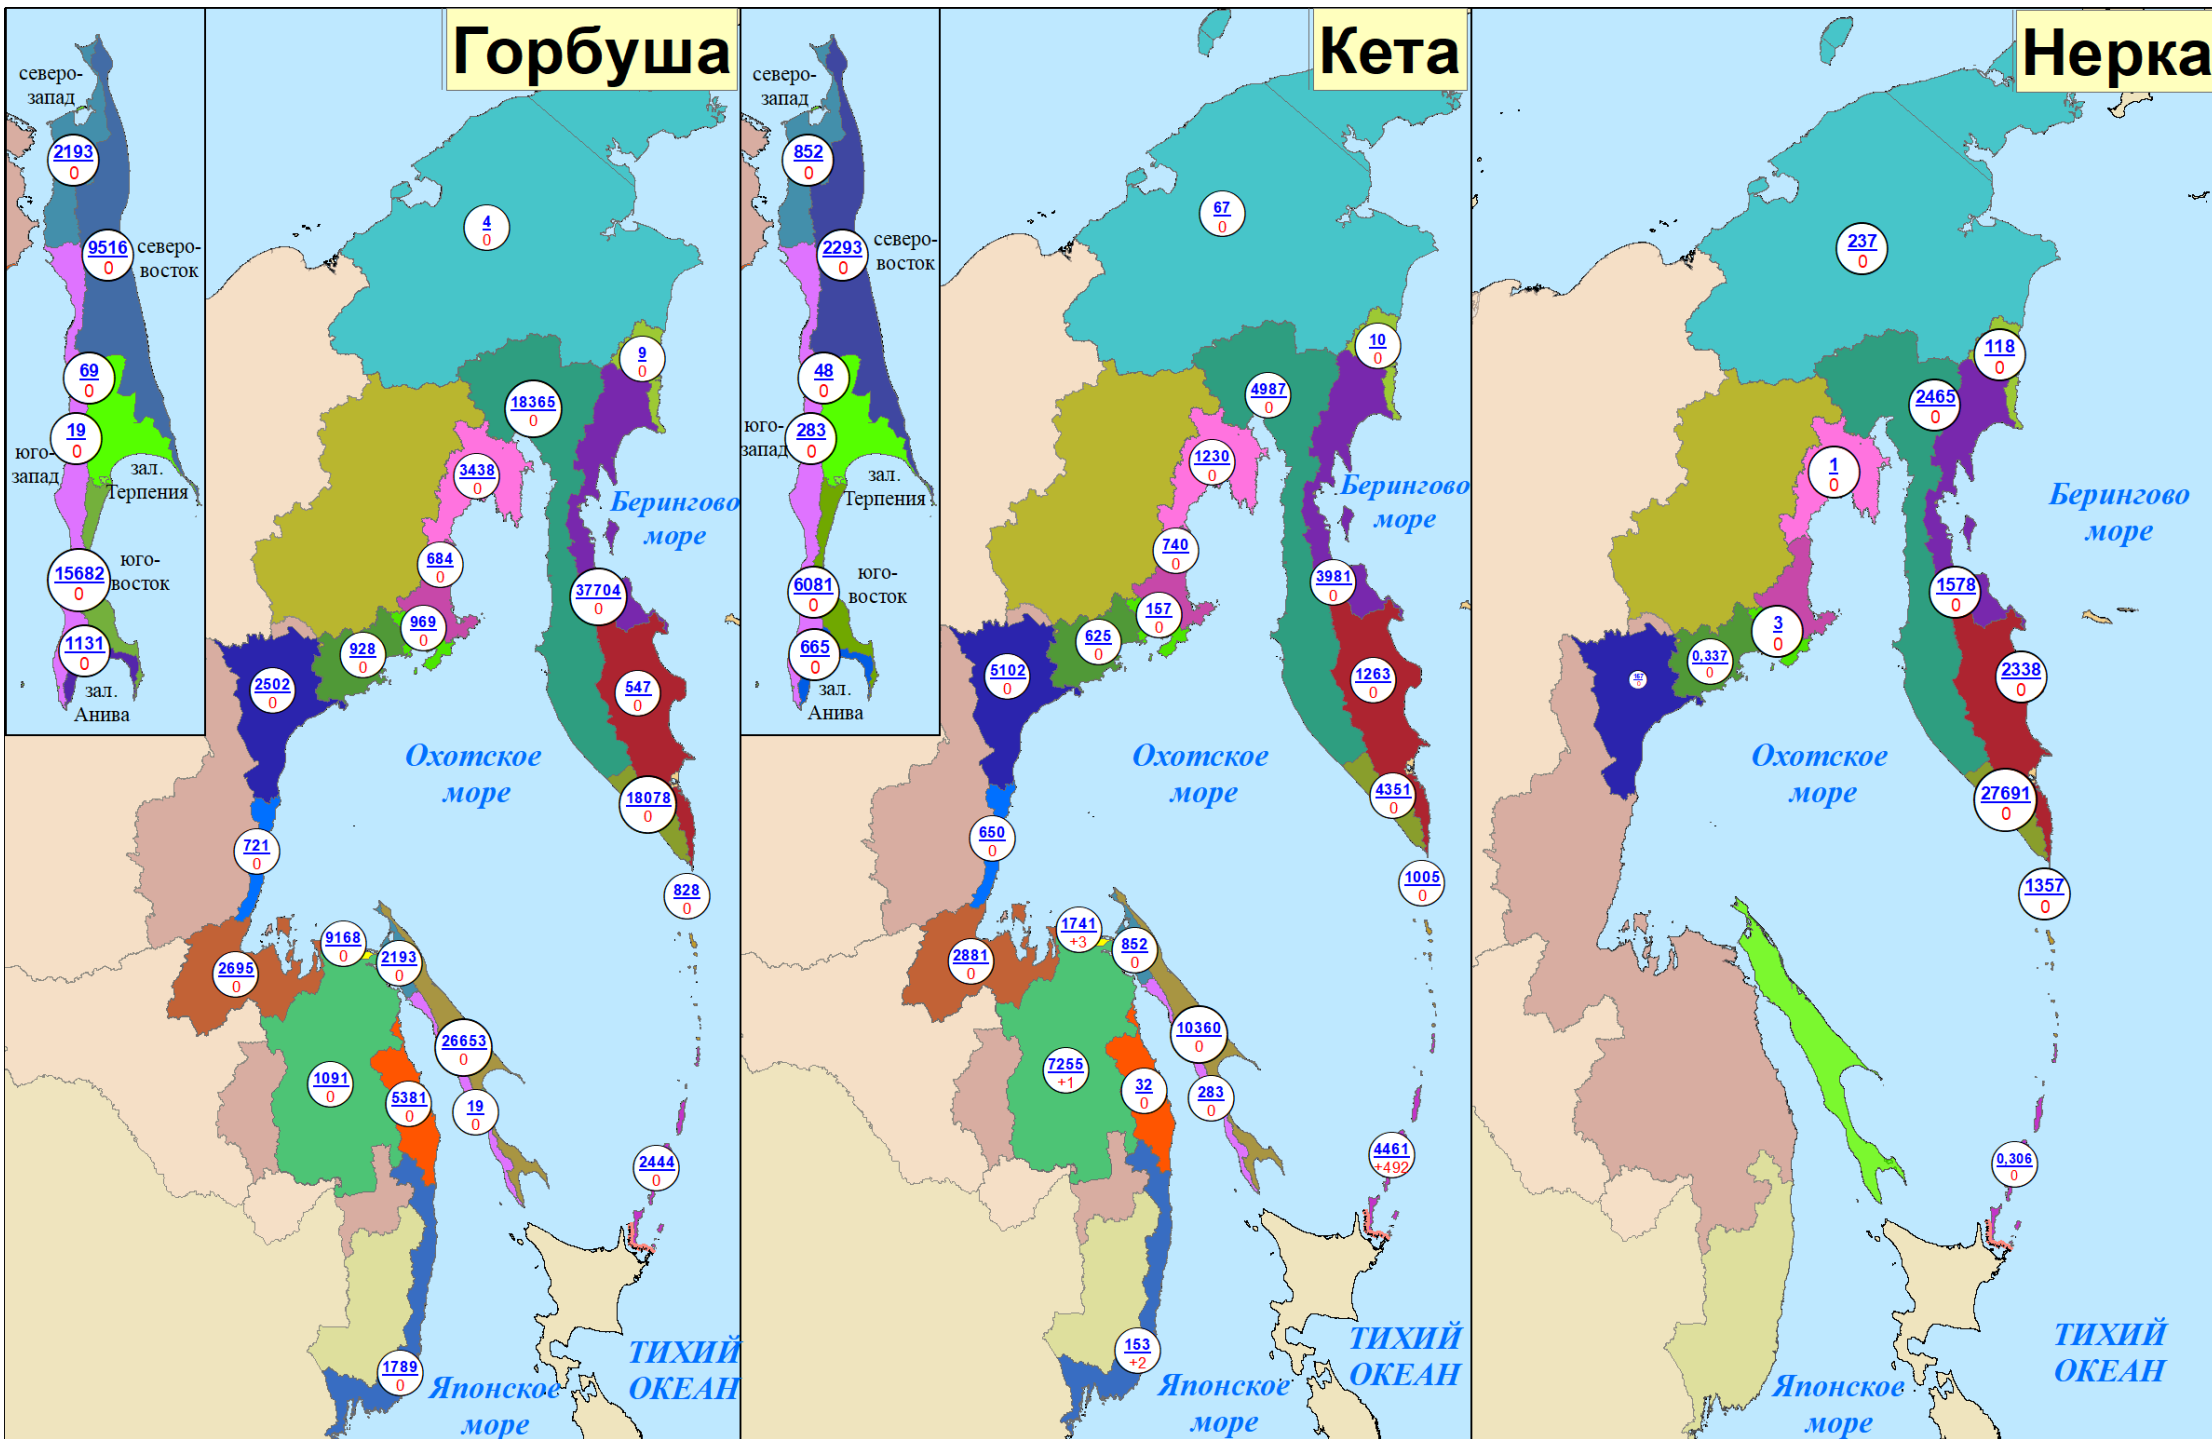 Горбуша
северо-
запад
2193
0
9516
0
северо-
восток
69
0
19
0
юго-
запад
зал.
Терпения
15682
0
юго-
восток
1131
0
зал.
Анива
4
0
9
0
18365
0
3438
0
Берингово
море
684
0
37704
0
969
0
928
0
2502
0
547
0
Охотское
море
18078
0
721
0
828
0
9168
0
2193
0
2695
0
26653
0
1091
0
5381
0
19
0
2444
0
1789
0
ТИХИЙ
ОКЕАН
Японское
море
Кета
северо-
запад
852
0
2293
0
северо-
восток
48
0
283
0
юго-
запад
зал.
Терпения
6081
0
юго-
восток
665
0
зал.
Анива
67
0
10
0
4987
0
1230
0
Берингово
море
740
0
3981
0
157
0
625
0
5102
0
1263
0
Охотское
море
4351
0
650
0
1005
0
1741
+3
852
0
2881
0
10360
0
7255
+1
32
0
283
0
4461
+492
153
+2
ТИХИЙ
ОКЕАН
Японское
море
Нерка
237
0
118
0
2465
0
1
0
Берингово
море
1578
0
3
0
0,337
0
167
0
2338
0
Охотское
море
27691
0
1357
0
0,306
0
ТИХИЙ
ОКЕАН
Японское
море